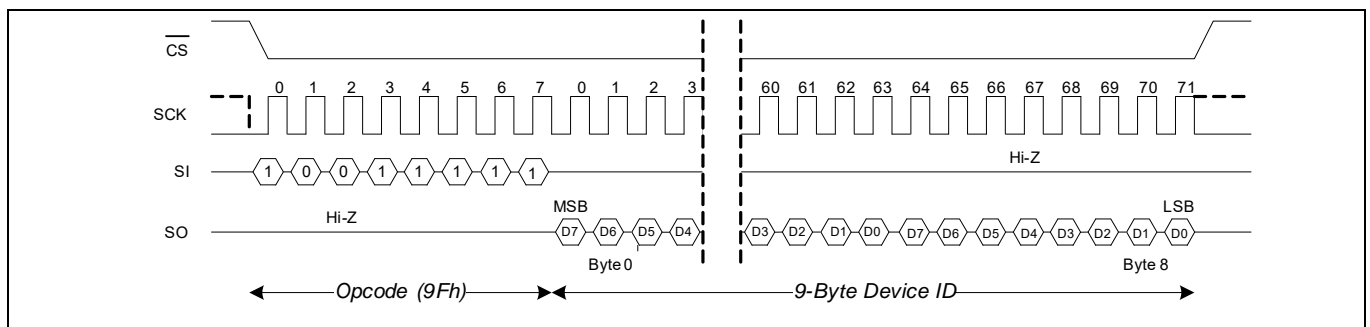 CS
0 1 2 3 4 5 6 7 0 1 2 3 60 61 62 63 64 65 66 67 68 69 70 71
SCK
Hi-Z
SI 1 0 0 1 1 1 1 1
MSB LSB
Hi-Z
SO D7 D6 D5 D4 D3 D2 D1 D0 D7 D6 D5 D4 D3 D2 D1 D0
Byte 0 Byte 8
Opcode (9Fh) 9-Byte Device ID